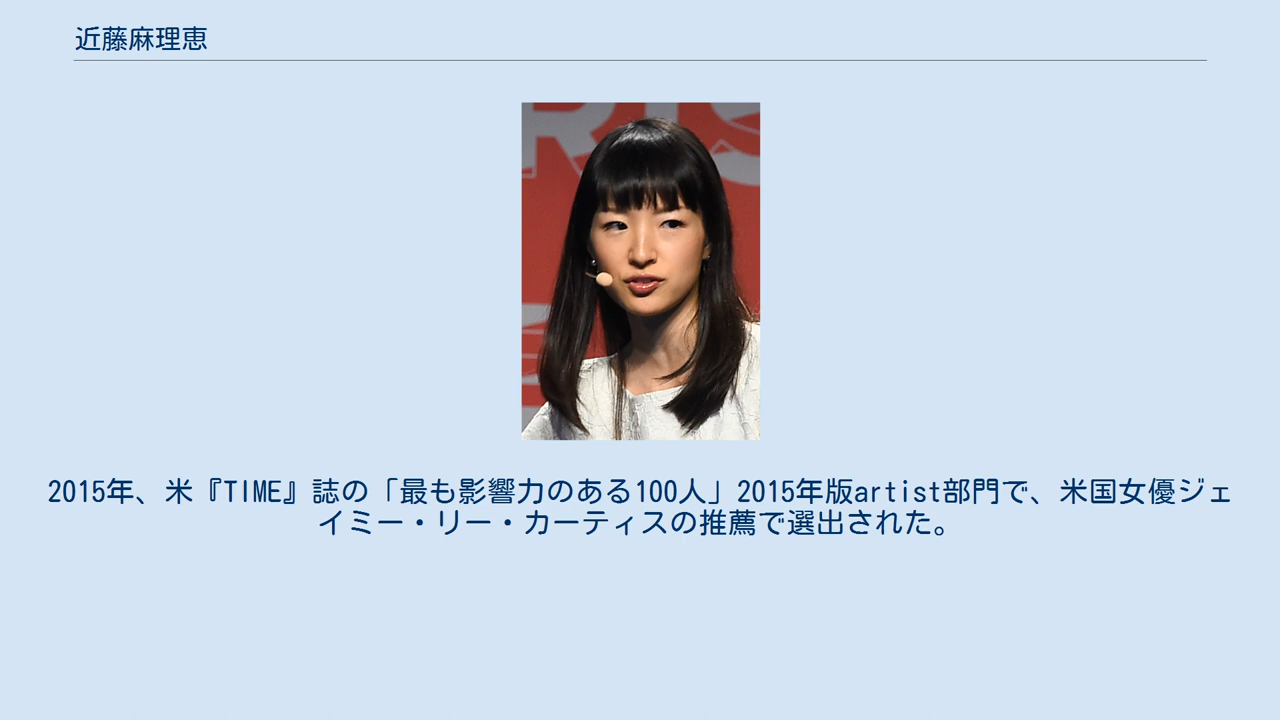 近藤麻理恵
2015年、米『TIME』誌の「最も影響力のある100人」2015年版artist部門で、米国女優ジェ
イミー・リー・カーティスの推薦で選出された。